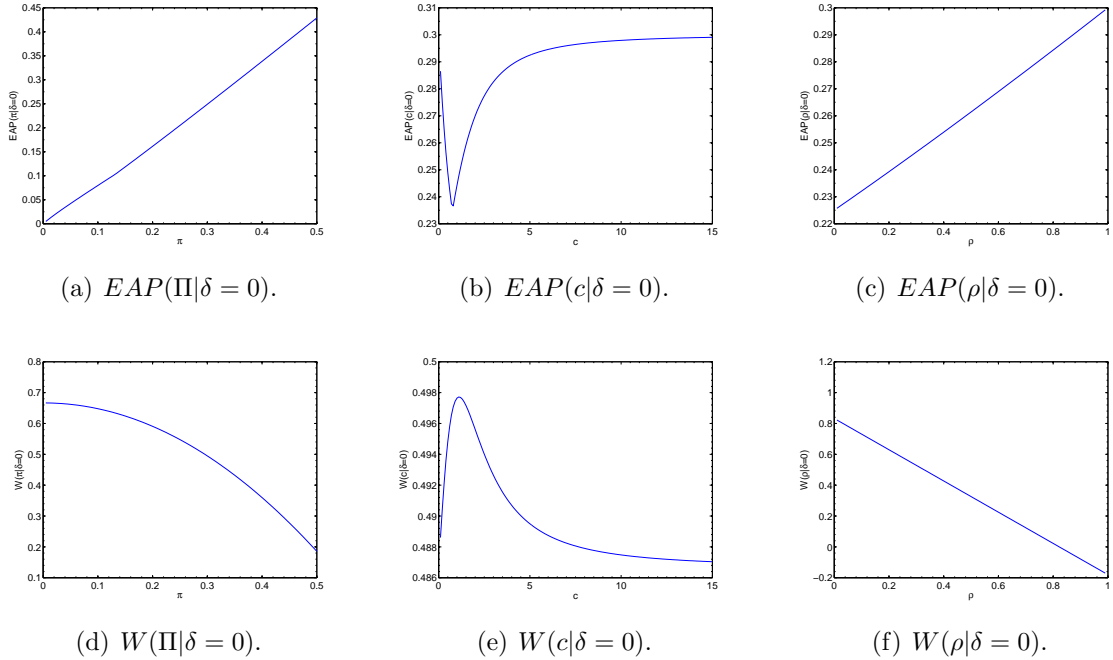 0.45
0.4
0.35
0.3
0.25
0.2
0.15
0.1
0.05
0
EAP(π|δ=0)
0 0.1 0.2 0.3 0.4 0.5
π
(a) EAP(Π|δ = 0).
0.31
0.3
0.29
0.28
0.27
0.26
0.25
0.24
0.23
EAP(c|δ=0)
0 5 10 15
c
(b) EAP(c|δ = 0).
0.3
0.29
0.28
0.27
0.26
0.25
0.24
0.23
0.22
EAP(ρ|δ=0)
0 0.2 0.4 0.6 0.8 1
ρ
(c) EAP(ρ|δ = 0).
0.8
0.7
0.6
0.5
0.4
0.3
0.2
0.1
W(π|δ=0)
0 0.1 0.2 0.3 0.4 0.5
π
(d) W(Π|δ = 0).
0.5
0.498
0.496
0.494
0.492
0.49
0.488
0.486
W(c|δ=0)
0 5 10 15
c
(e) W(c|δ = 0).
1.2
1
0.8
0.6
0.4
0.2
0
−0.2
W(ρ|δ=0)
0 0.2 0.4 0.6 0.8 1
ρ
(f) W(ρ|δ = 0).